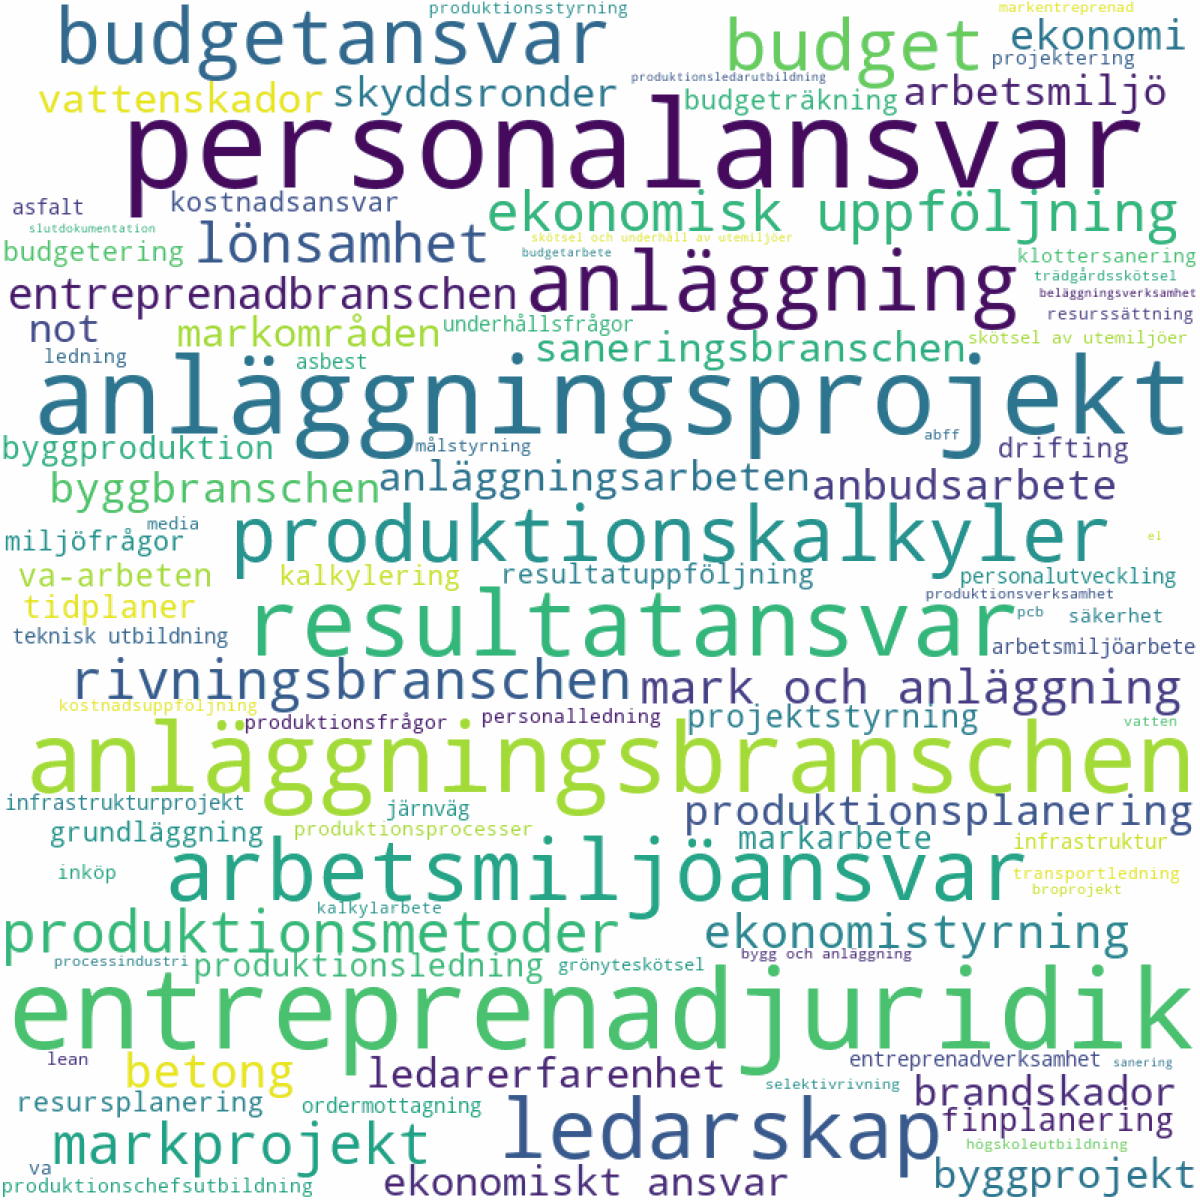 produktionsstyrning
markentreprenad
budgetansvar
budget
ekonomi
projektering
produktionsledarutbildning
vattenskador
skyddsronder
budgeträkning
arbetsmiljö
personalansvar
asfalt
kostnadsansvar
ekonomisk uppföljning
slutdokumentation
budgetering
lönsamhet
skötsel och underhåll av utemiljöer
budgetarbete
klottersanering
anläggning
trädgårdsskötsel
entreprenadbranschen
beläggningsverksamhet
resurssättning
not
markområden
underhållsfrågor
saneringsbranschen
skötsel av utemiljöer
ledning
asbest
anläggningsprojekt
byggproduktion
målstyrning
abff
drifting
byggbranschen
anläggningsarbeten
anbudsarbete
media
produktionskalkyler
miljöfrågor
el
va-arbeten
kalkylering
resultatuppföljning
personalutveckling
tidplaner
produktionsverksamhet
resultatansvar
pcb
säkerhet
teknisk utbildning
arbetsmiljöarbete
rivningsbranschen
mark och anläggning
kostnadsuppföljning
produktionsfrågor
personalledning
projektstyrning
vatten
anläggningsbranschen
infrastrukturprojekt
järnväg
produktionsplanering
grundläggning
produktionsprocesser
markarbete
infrastruktur
inköp
arbetsmiljöansvar
transportledning
broprojekt
kalkylarbete
produktionsmetoder
ekonomistyrning
processindustri
produktionsledning
grönyteskötsel
bygg och anläggning
entreprenadjuridik
lean
betong
ledarerfarenhet
entreprenadverksamhet
sanering
selektivrivning
brandskador
resursplanering
ordermottagning
ledarskap
finplanering
markprojekt
högskoleutbildning
va
produktionschefsutbildning
ekonomiskt ansvar
byggprojekt